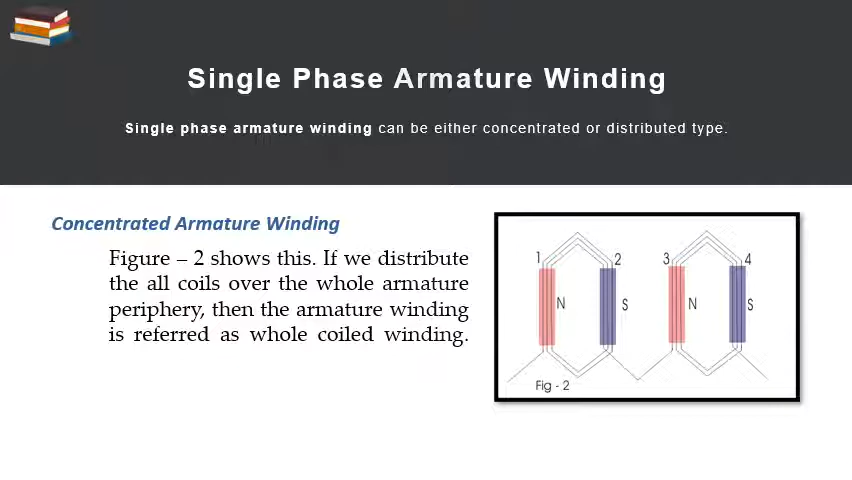 Single Phase Armature Winding
Single phase armature winding can be either concentrated or distributed type.
Concentrated Armature Winding
Figure – 2 shows this. If we distribute
the all coils over the whole armature
periphery, then the armature winding
is referred as whole coiled winding.
1 2 3 4
N S N S
Fig - 2